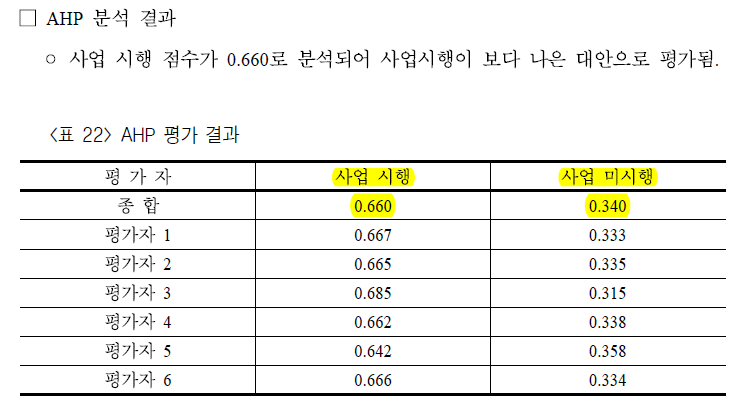 □ AHP 분석 결과
○ 사업 시행 점수가 0.660로 분석되어 사업시행이 보다 나은 대안으로 평가됨.
<표 22> AHP 평가 결과
평 가 자 사업 시행 사업 미시행
종 합 0.660 0.340
평가자 1 0.667 0.333
평가자 2 0.665 0.335
평가자 3 0.685 0.315
평가자 4 0.662 0.338
평가자 5 0.642 0.358
평가자 6 0.666 0.334